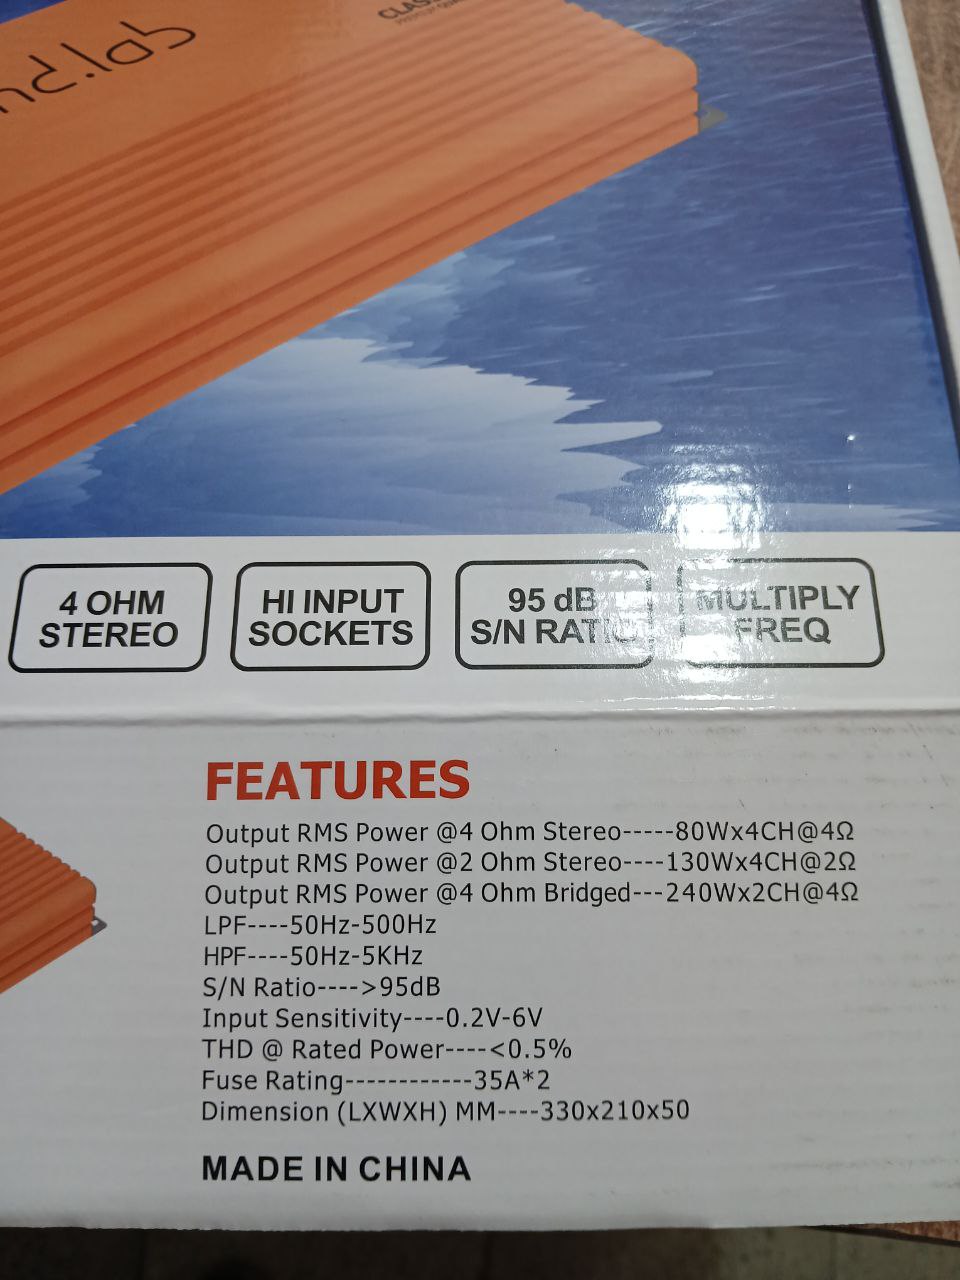 nd.lab
CLASS
4 OHM
STEREO
HI INPUT
SOCKETS
95 dB
S/N RATIO
MULTIPLY
FREQ
FEATURES
Output RMS Power @4 Ohm Stereo-----80Wx4CH@4Ω
Output RMS Power @2 Ohm Stereo----130Wx4CH@2Ω
Output RMS Power @4 Ohm Bridged---240Wx2CH@4Ω
LPF----50Hz-500Hz
HPF----50Hz-5KHz
S/N Ratio---->95dB
Input Sensitivity----0.2V-6V
THD @ Rated Power----<0.5%
Fuse Rating------------35A*2
Dimension (LXWXH) MM----330x210x50
MADE IN CHINA